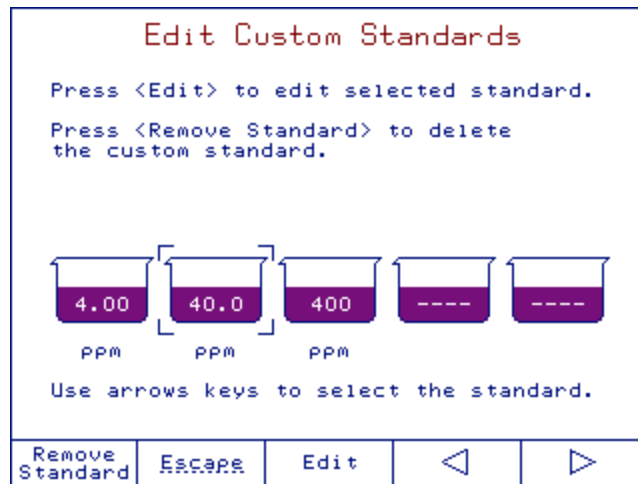 Edit Custom Standards
Press <Edit> to edit selected standard.
Press <Remove Standard> to delete
the custom standard.
4.00 40.0 400 ---- ----
ppm ppm ppm
Use arrows keys to select the standard.
Remove
Standard
Escape
Edit